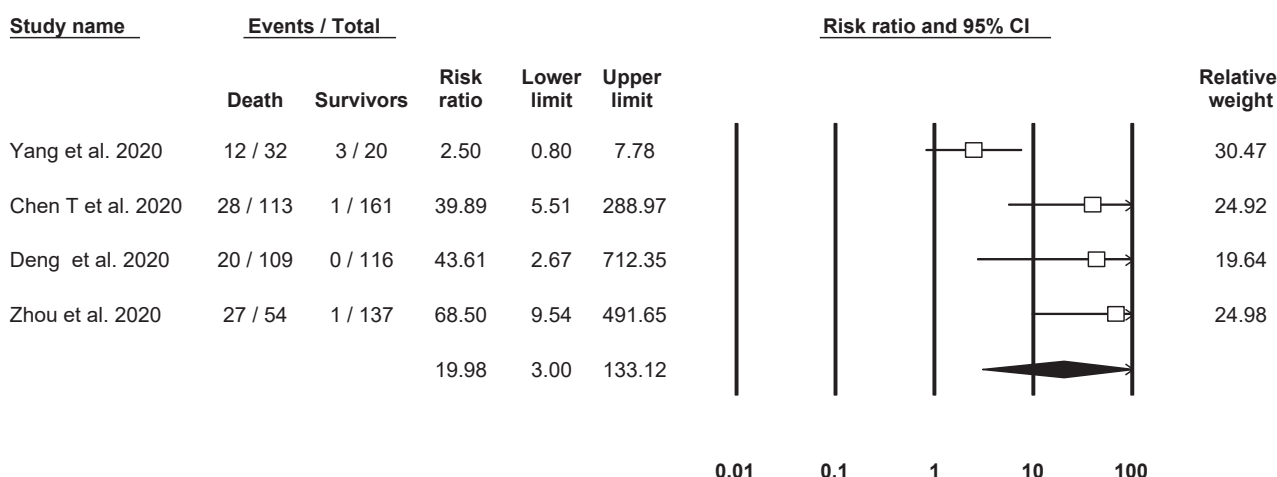 Study name Events / Total Risk ratio and 95% CI
Risk Lower Upper Relative
Death Survivors ratio limit limit weight
Yang et al. 2020 12 / 32 3 / 20 2.50 0.80 7.78 30.47
Chen T et al. 2020 28 / 113 1 / 161 39.89 5.51 288.97 24.92
Deng et al. 2020 20 / 109 0 / 116 43.61 2.67 712.35 19.64
Zhou et al. 2020 27 / 54 1 / 137 68.50 9.54 491.65 24.98
19.98 3.00 133.12
0.01 0.1 1 10 100